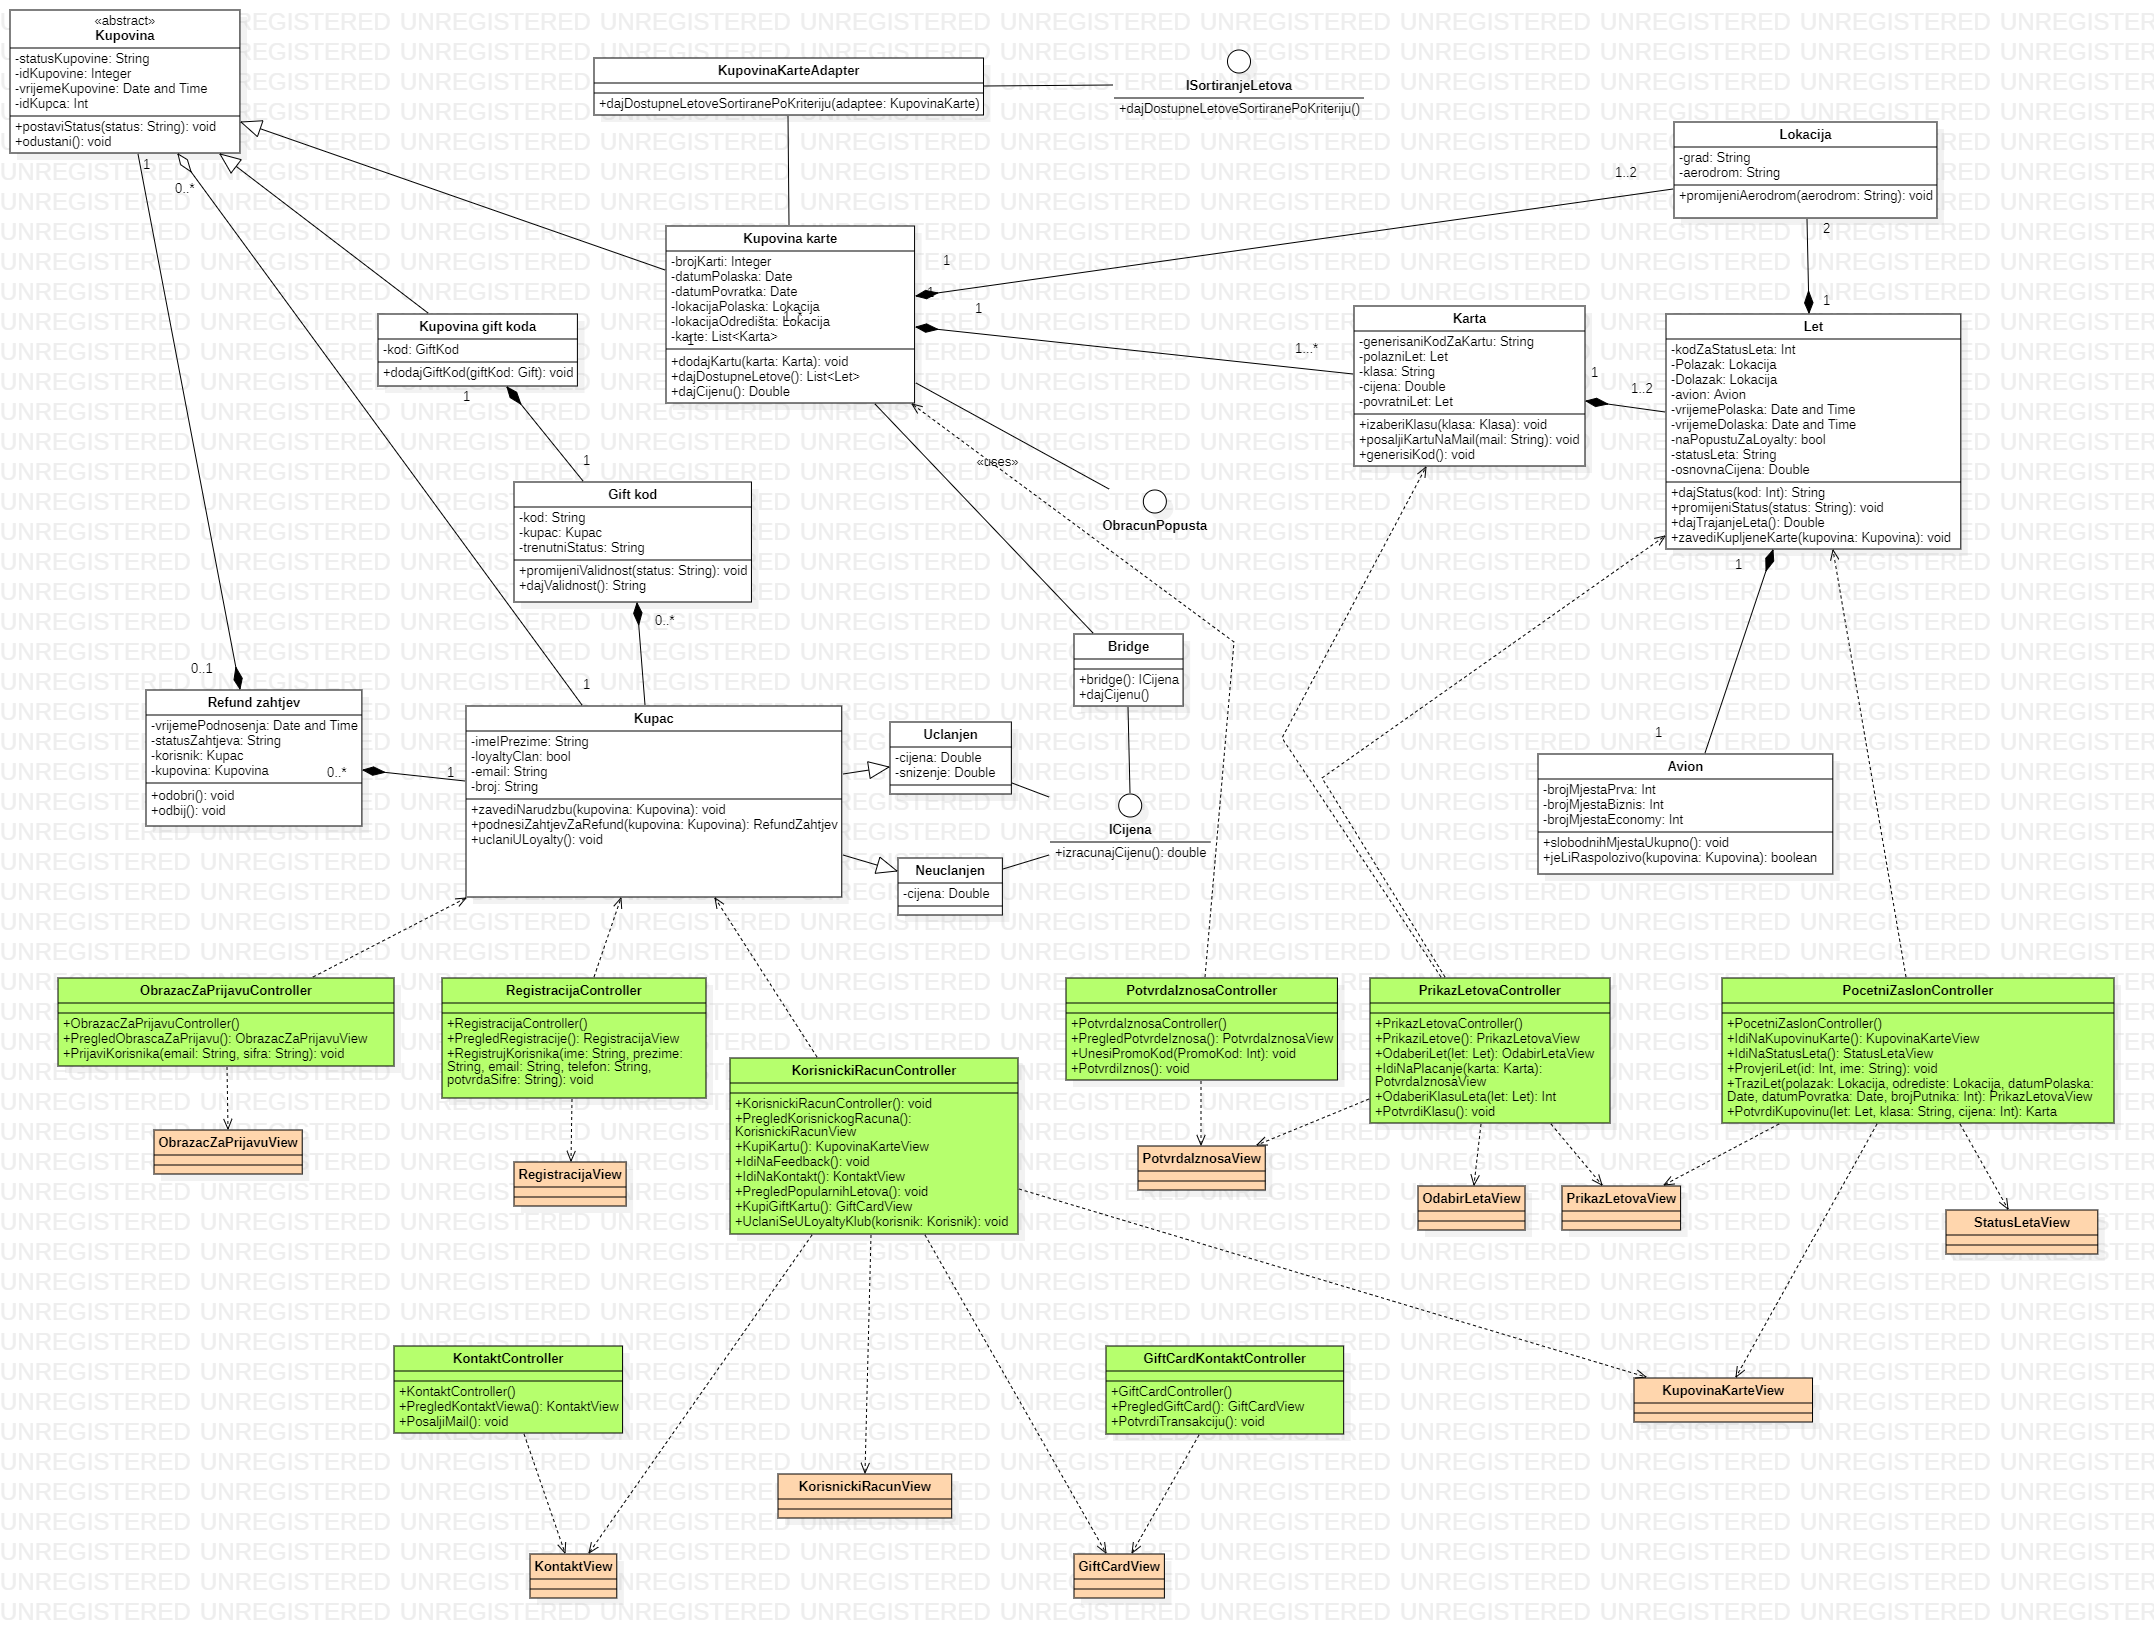 «abstract»
Kupovina
-statusKupovine: String
-idKupovine: Integer
-vrijemeKupovine: Date and Time
-idKupca: Int
+postaviStatus(status: String): void
+odustani(): void
KupovinaKarteAdapter
+dajDostupneLetoveSortiranePoKriteriju(adaptee: KupovinaKarte)
ISortiranjeLetova
+dajDostupneLetoveSortiranePoKriteriju()
Lokacija
-grad: String
-aerodrom: String
+promijeniAerodrom(aerodrom: String): void
1
0..*
1..2
2
1
1
Kupovina karte
-brojKarti: Integer
-datumPolaska: Date
-datumPovratka: Date
-lokacijaPolaska: Lokacija
-lokacijaOdredišta: Lokacija
-karte: List<Karta>
+dodajKartu(karta: Karta): void
+dajDostupneLetove(): List<Let>
+dajCijenu(): Double
1
1...*
Kupovina gift koda
-kod: GiftKod
+dodajGiftKod(giftKod: Gift): void
1
1
Karta
-generisaniKodZaKartu: String
-polazniLet: Let
-klasa: String
-cijena: Double
-povratniLet: Let
+izaberiKlasu(klasa: Klasa): void
+posaljiKartuNaMail(mail: String): void
+generisiKod(): void
1
1..2
Let
-kodZaStatusLeta: Int
-Polazak: Lokacija
-Dolazak: Lokacija
-avion: Avion
-vrijemePolaska: Date and Time
-vrijemeDolaska: Date and Time
-naPopustuZaLoyalty: bool
-statusLeta: String
-osnovnaCijena: Double
+dajStatus(kod: Int): String
+promijeniStatus(status: String): void
+dajTrajanjeLeta(): Double
+zavediKupljeneKarte(kupovina: Kupovina): void
1
1
«uses»
ObracunPopusta
Gift kod
-kod: String
-kupac: Kupac
-trenutniStatus: String
+promijeniValidnost(status: String): void
+dajValidnost(): String
0..*
1
Bridge
+bridge(): ICijena
+dajCijenu()
0..1
Refund zahtjev
-vrijemePodnosenja: Date and Time
-statusZahtjeva: String
-korisnik: Kupac
-kupovina: Kupovina
+odobri(): void
+odbij(): void
0..*
1
Kupac
-imeIPrezime: String
-loyaltyClan: bool
-email: String
-broj: String
+zavediNarudzbu(kupovina: Kupovina): void
+podnesiZahtjevZaRefund(kupovina: Kupovina): RefundZahtjev
+uclaniULoyalty(): void
Uclanjen
-cijena: Double
-snizenje: Double
ICijena
+izracunajCijenu(): double
Neuclanjen
-cijena: Double
Avion
-brojMjestaPrva: Int
-brojMjestaBiznis: Int
-brojMjestaEconomy: Int
+slobodnihMjestaUkupno(): void
+jeLiRaspolozivo(kupovina: Kupovina): boolean
ObrazacZaPrijavuController
+ObrazacZaPrijavuController()
+PregledObrascaZaPrijavu(): ObrazacZaPrijavuView
+PrijaviKorisnika(email: String, sifra: String): void
RegistracijaController
+RegistracijaController()
+PregledRegistracije(): RegistracijaView
+RegistrujKorisnika(ime: String, prezime:
String, email: String, telefon: String,
potvrdaSifre: String): void
KorisnickiRacunController
+KorisnickiRacunController(): void
+PregledKorisnickogRacuna():
KorisnickiRacunView
+KupiKartu(): KupovinaKarteView
+IdiNaFeedback(): void
+IdiNaKontakt(): KontaktView
+PregledPopularnihLetova(): void
+KupiGiftKartu(): GiftCardView
+UclaniSeULoyaltyKlub(korisnik: Korisnik): void
PotvrdaIznosaController
+PotvrdaIznosaController()
+PregledPotvrdeIznosa(): PotvrdaIznosaView
+UnesiPromoKod(PromoKod: Int): void
+PotvrdiIznos(): void
PrikazLetovaController
+PrikazLetovaController()
+PrikaziLetove(): PrikazLetovaView
+OdaberiLet(let: Let): OdabirLetaView
+IdiNaPlacanje(karta: Karta):
PotvrdaIznosaView
+OdaberiKlasuLeta(let: Let): Int
+PotvrdiKlasu(): void
PocetniZaslonController
+PocetniZaslonController()
+IdiNaKupovinuKarte(): KupovinaKarteView
+IdiNaStatusLeta(): StatusLetaView
+ProvjeriLet(id: Int, ime: String): void
+TraziLet(polazak: Lokacija, odrediste: Lokacija, datumPolaska:
Date, datumPovratka: Date, brojPutnika: Int): PrikazLetovaView
+PotvrdiKupovinu(let: Let, klasa: String, cijena: Int): Karta
ObrazacZaPrijavuView
RegistracijaView
PotvrdaIznosaView
OdabirLetaView
PrikazLetovaView
StatusLetaView
KontaktController
+KontaktController()
+PregledKontaktViewa(): KontaktView
+PosaljiMail(): void
GiftCardKontaktController
+GiftCardController()
+PregledGiftCard(): GiftCardView
+PotvrdiTransakciju(): void
KupovinaKarteView
KorisnickiRacunView
KontaktView
GiftCardView